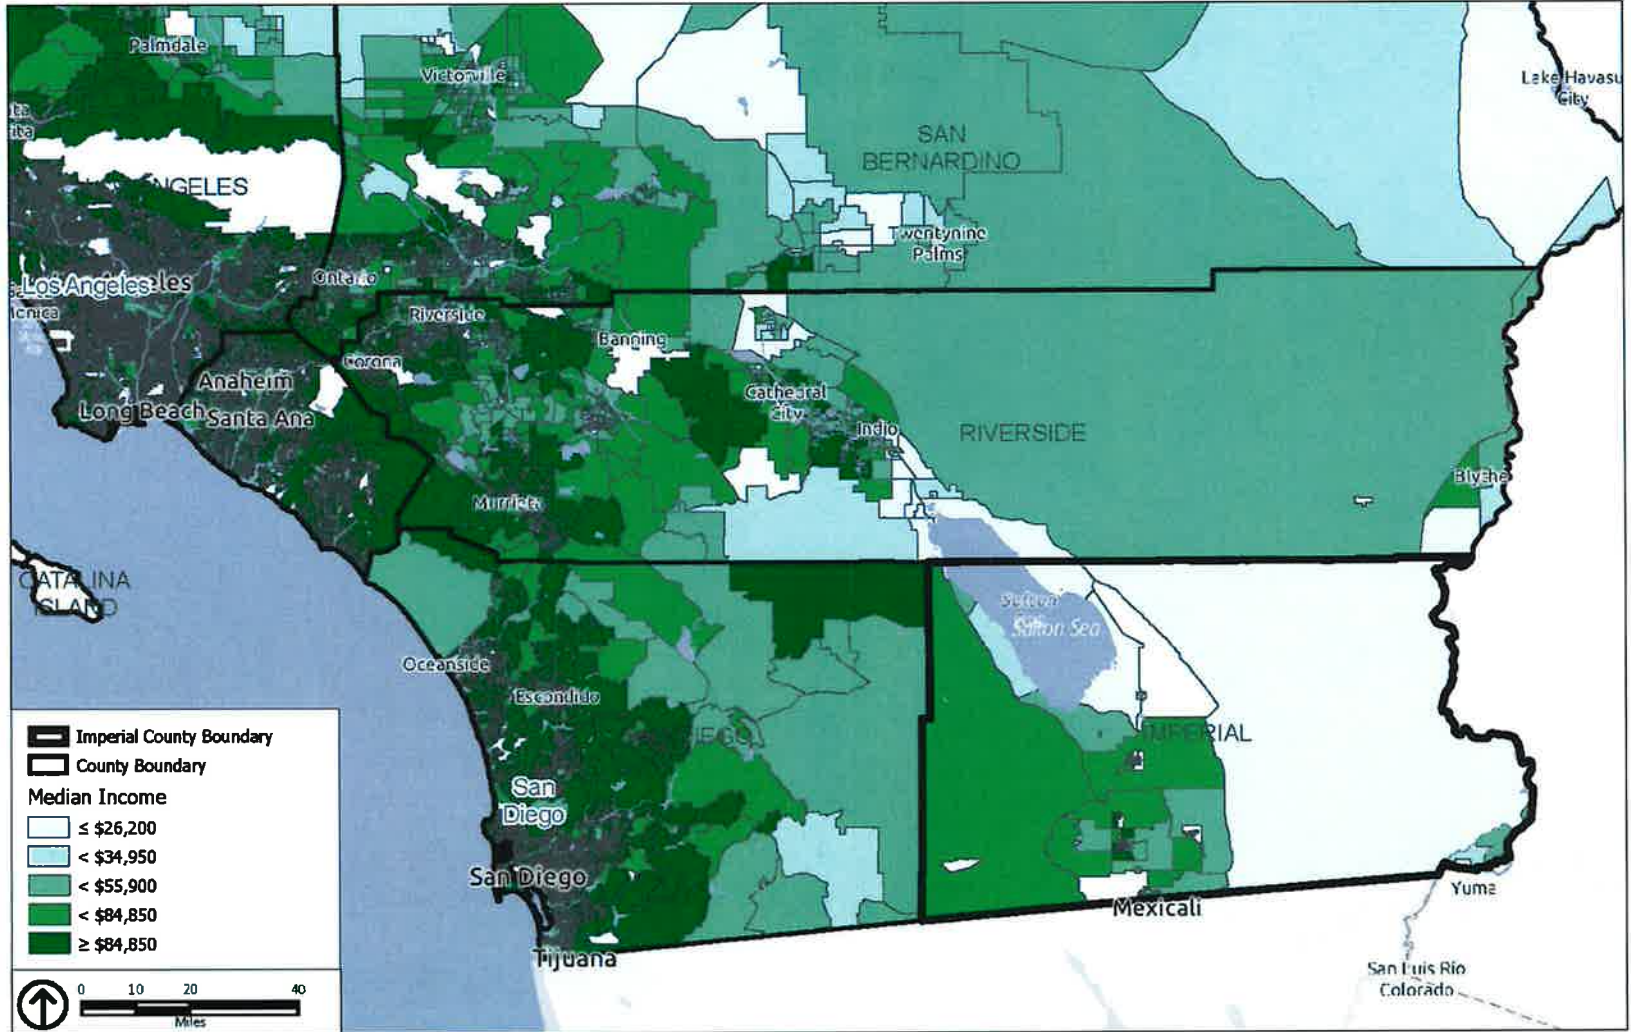 Palmdale
Victorville
Lake Havasu
City
SAN
BERNARDINO
NGELES
Twentynine
Palms
Los Angeles
les
Ontario
Riverside
Banning
Corona
Anaheim
Cathedral
City
Long Beach
Santa Ana
Indio
RIVERSIDE
Blythe
Murrieta
CATALINA
ISLAND
Salton Sea
Oceanside
Escondido
IEGO
IMPERIAL
San
Diego
San Diego
Tijuana
Mexicali
Yuma
San Luis Río
Colorado
Imperial County Boundary
County Boundary
Median Income
≤ $26,200
< $34,950
< $55,900
< $84,850
≥ $84,850
0 10 20 40
Miles